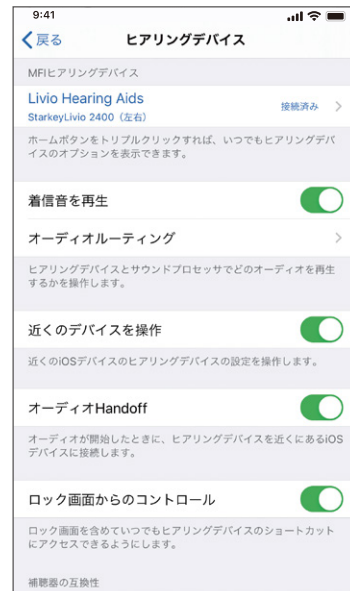 9:41
戻る
ヒアリングデバイス
MFIヒアリングデバイス
Livio Hearing Aids
StarkeyLivio 2400（左右）
接続済み
ホームボタンをトリプルクリックすれば、いつでもヒアリングデバ
イスのオプションを表示できます。
着信音を再生
オーディオルーティング
ヒアリングデバイスとサウンドプロセッサでどのオーディオを再生
するかを操作します。
近くのデバイスを操作
近くのiOSデバイスのヒアリングデバイスの設定を操作します。
オーディオHandoff
オーディオが開始したときに、ヒアリングデバイスを近くにあるiOS
デバイスに接続します。
ロック画面からのコントロール
ロック画面を含めていつでもヒアリングデバイスのショートカット
にアクセスできるようにします。
補聴器の互換性